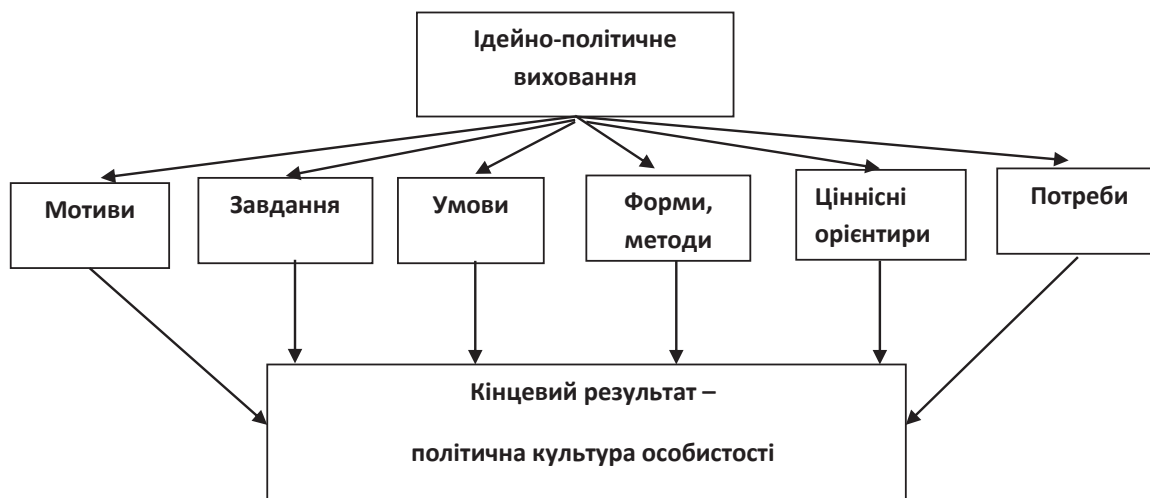 Ідейно-політичне
виховання
Мотиви
Завдання
Умови
Форми,
методи
Ціннісні
орієнтири
Потреби
Кінцевий результат –
політична культура особистості